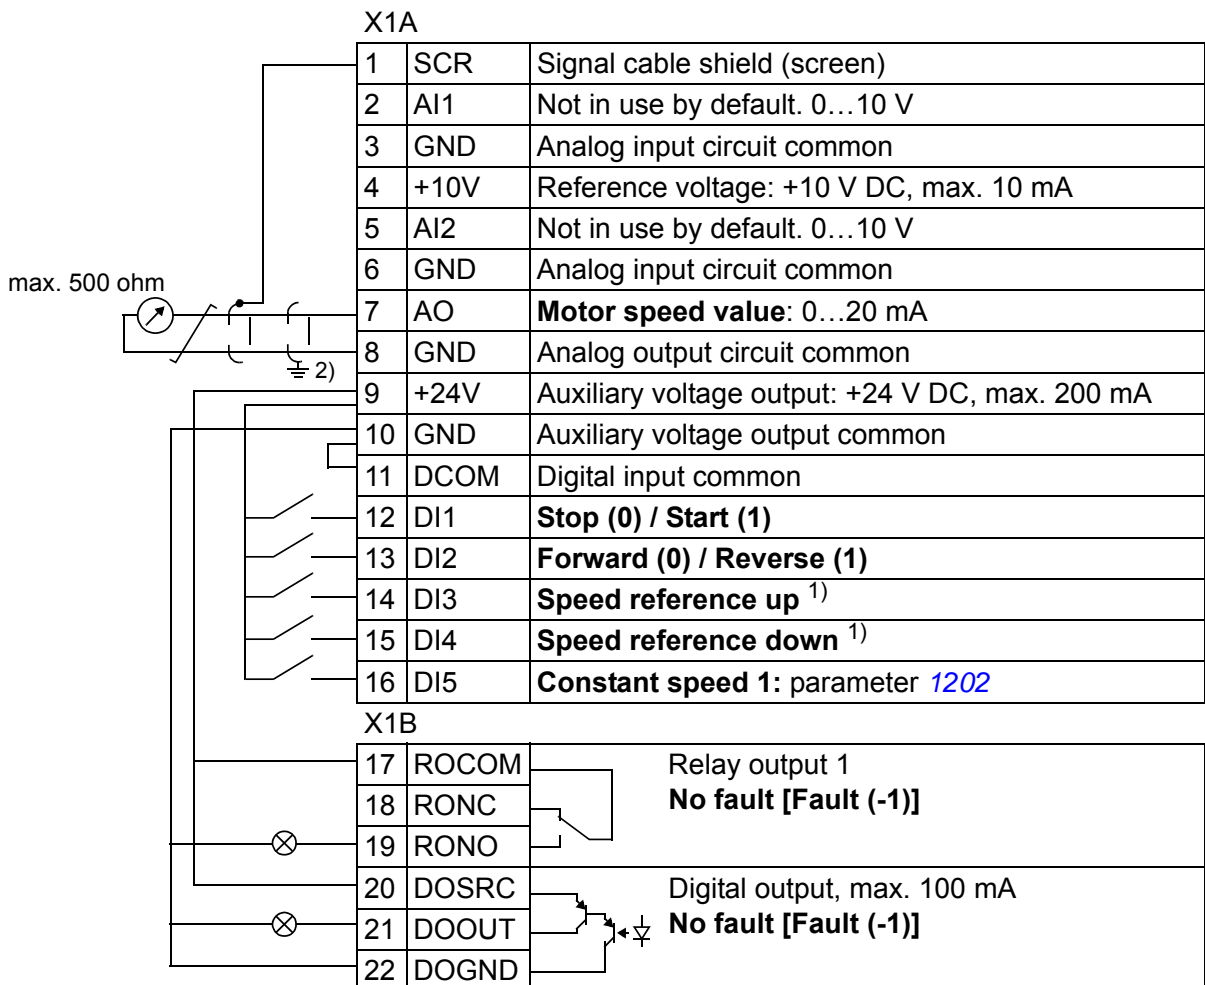 X1A
1 SCR Signal cable shield (screen)
2 AI1 Not in use by default. 0…10 V
3 GND Analog input circuit common
4 +10V Reference voltage: +10 V DC, max. 10 mA
5 AI2 Not in use by default. 0…10 V
6 GND Analog input circuit common
max. 500 ohm
7 AO Motor speed value: 0…20 mA
8 GND Analog output circuit common
2)
9 +24V Auxiliary voltage output: +24 V DC, max. 200 mA
10 GND Auxiliary voltage output common
11 DCOM Digital input common
12 DI1 Stop (0) / Start (1)
13 DI2 Forward (0) / Reverse (1)
14 DI3 Speed reference up 1)
15 DI4 Speed reference down 1)
16 DI5 Constant speed 1: parameter 1202
X1B
17 ROCOM Relay output 1
18 RONC No fault [Fault (-1)]
19 RONO
20 DOSRC Digital output, max. 100 mA
21 DOOUT No fault [Fault (-1)]
22 DOGND